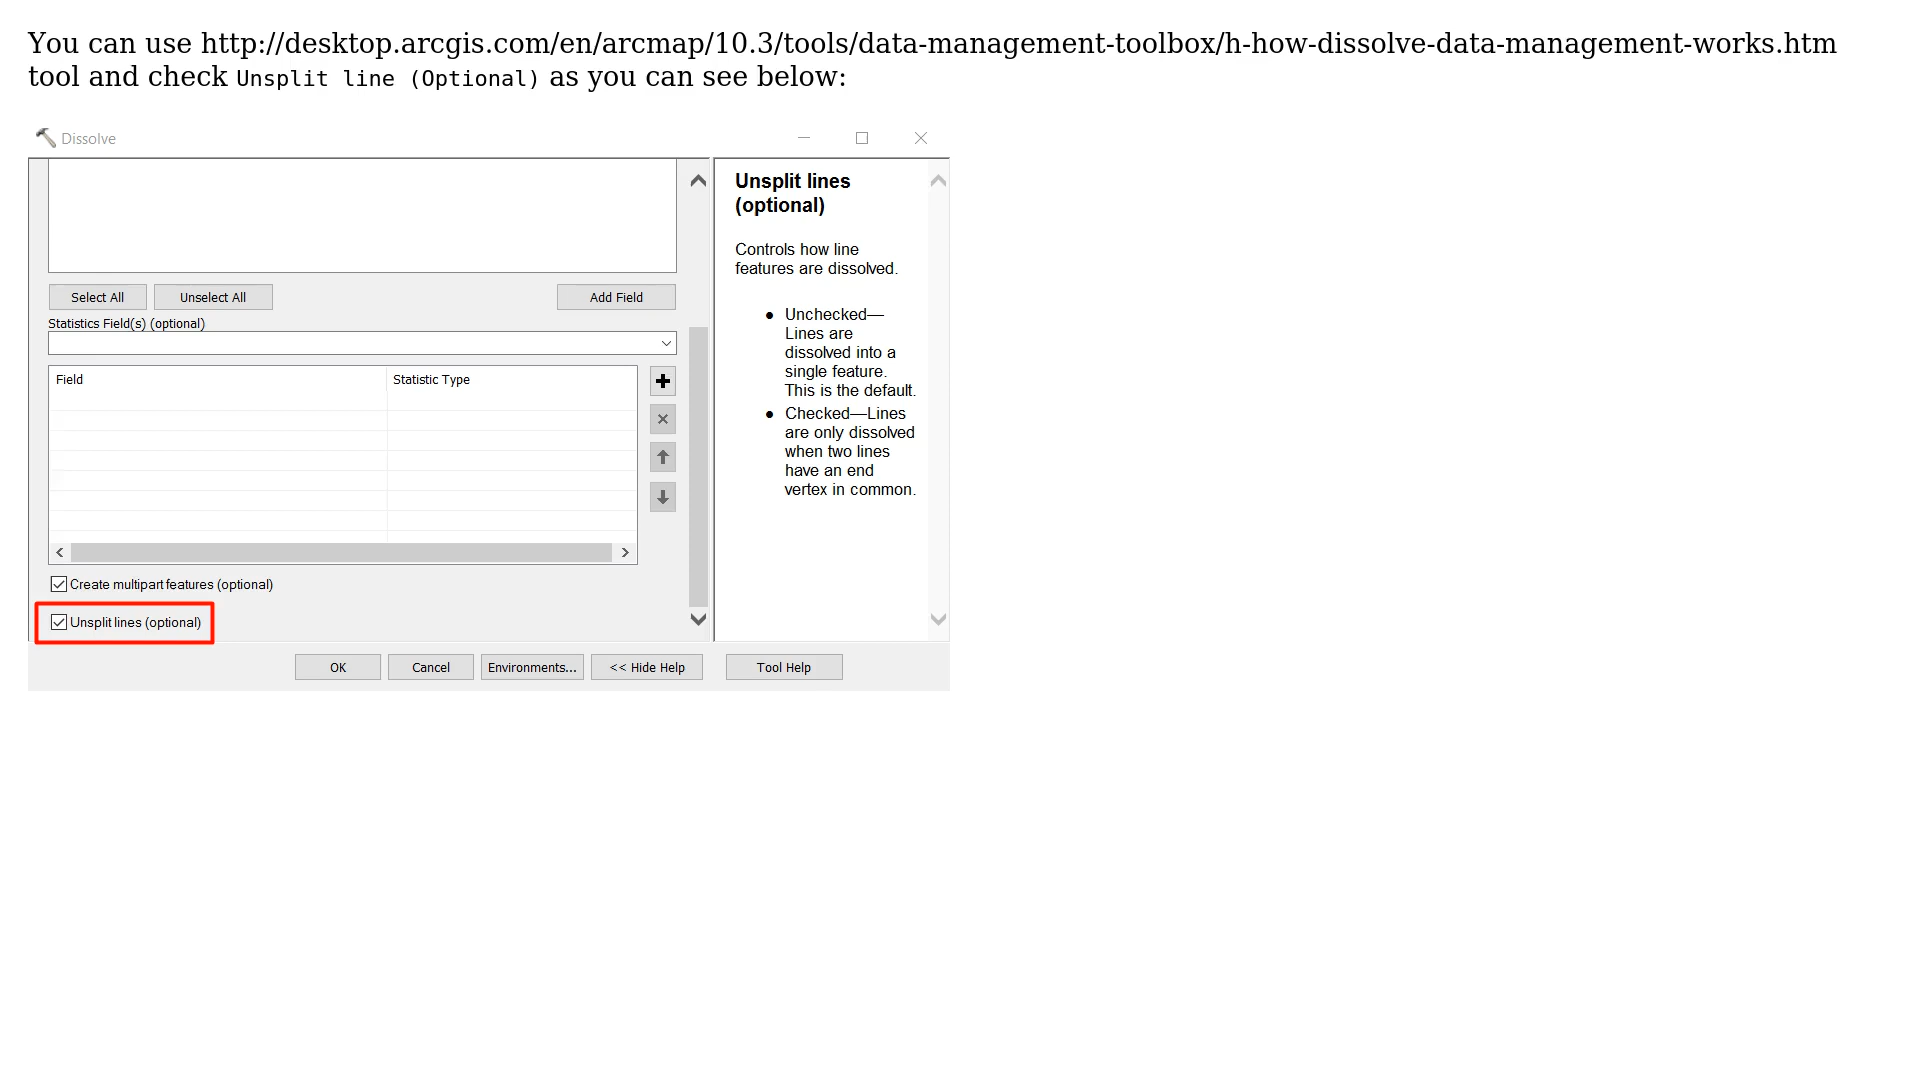 You can use http://desktop.arcgis.com/en/arcmap/10.3/tools/data-management-toolbox/h-how-dissolve-data-management-works.htm
tool and check Unsplit line (Optional) as you can see below:
Dissolve
Select All
Unselect All
Add Field
Statistics Field(s) (optional)
Field
Statistic Type
Create multipart features (optional)
Unsplit lines (optional)
Unsplit lines
(optional)
Controls how line
features are dissolved.
● Unchecked—
Lines are
dissolved into a
single feature.
This is the default.
● Checked—Lines
are only dissolved
when two lines
have an end
vertex in common.
OK
Cancel
Environments...
<< Hide Help
Tool Help